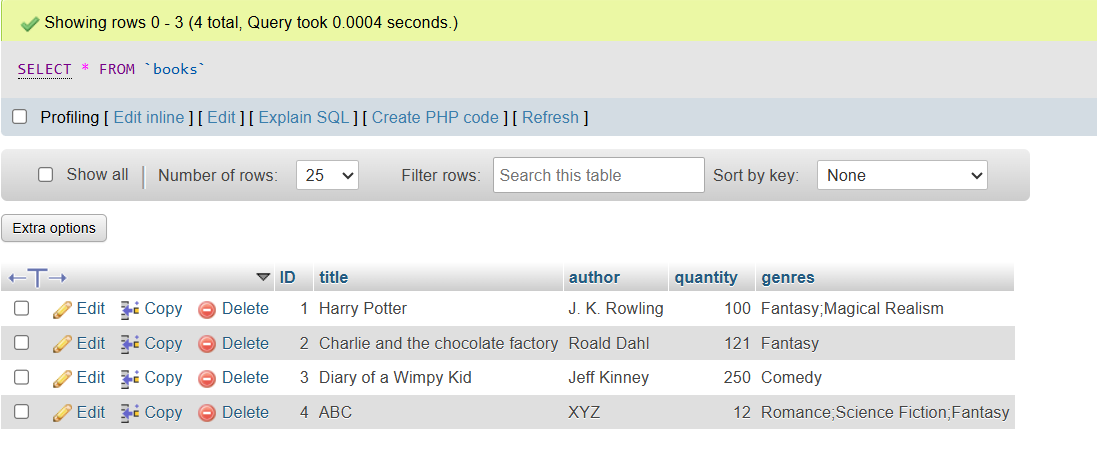 Showing rows 0 - 3 (4 total, Query took 0.0004 seconds.)
SELECT * FROM `books`
Profiling [ Edit inline ] [ Edit ] [ Explain SQL ] [ Create PHP code ] [ Refresh ]
Show all Number of rows: 25 Filter rows: Search this table Sort by key: None
Extra options
ID title author quantity genres
Edit Copy Delete 1 Harry Potter J. K. Rowling 100 Fantasy;Magical Realism
Edit Copy Delete 2 Charlie and the chocolate factory Roald Dahl 121 Fantasy
Edit Copy Delete 3 Diary of a Wimpy Kid Jeff Kinney 250 Comedy
Edit Copy Delete 4 ABC XYZ 12 Romance;Science Fiction;Fantasy